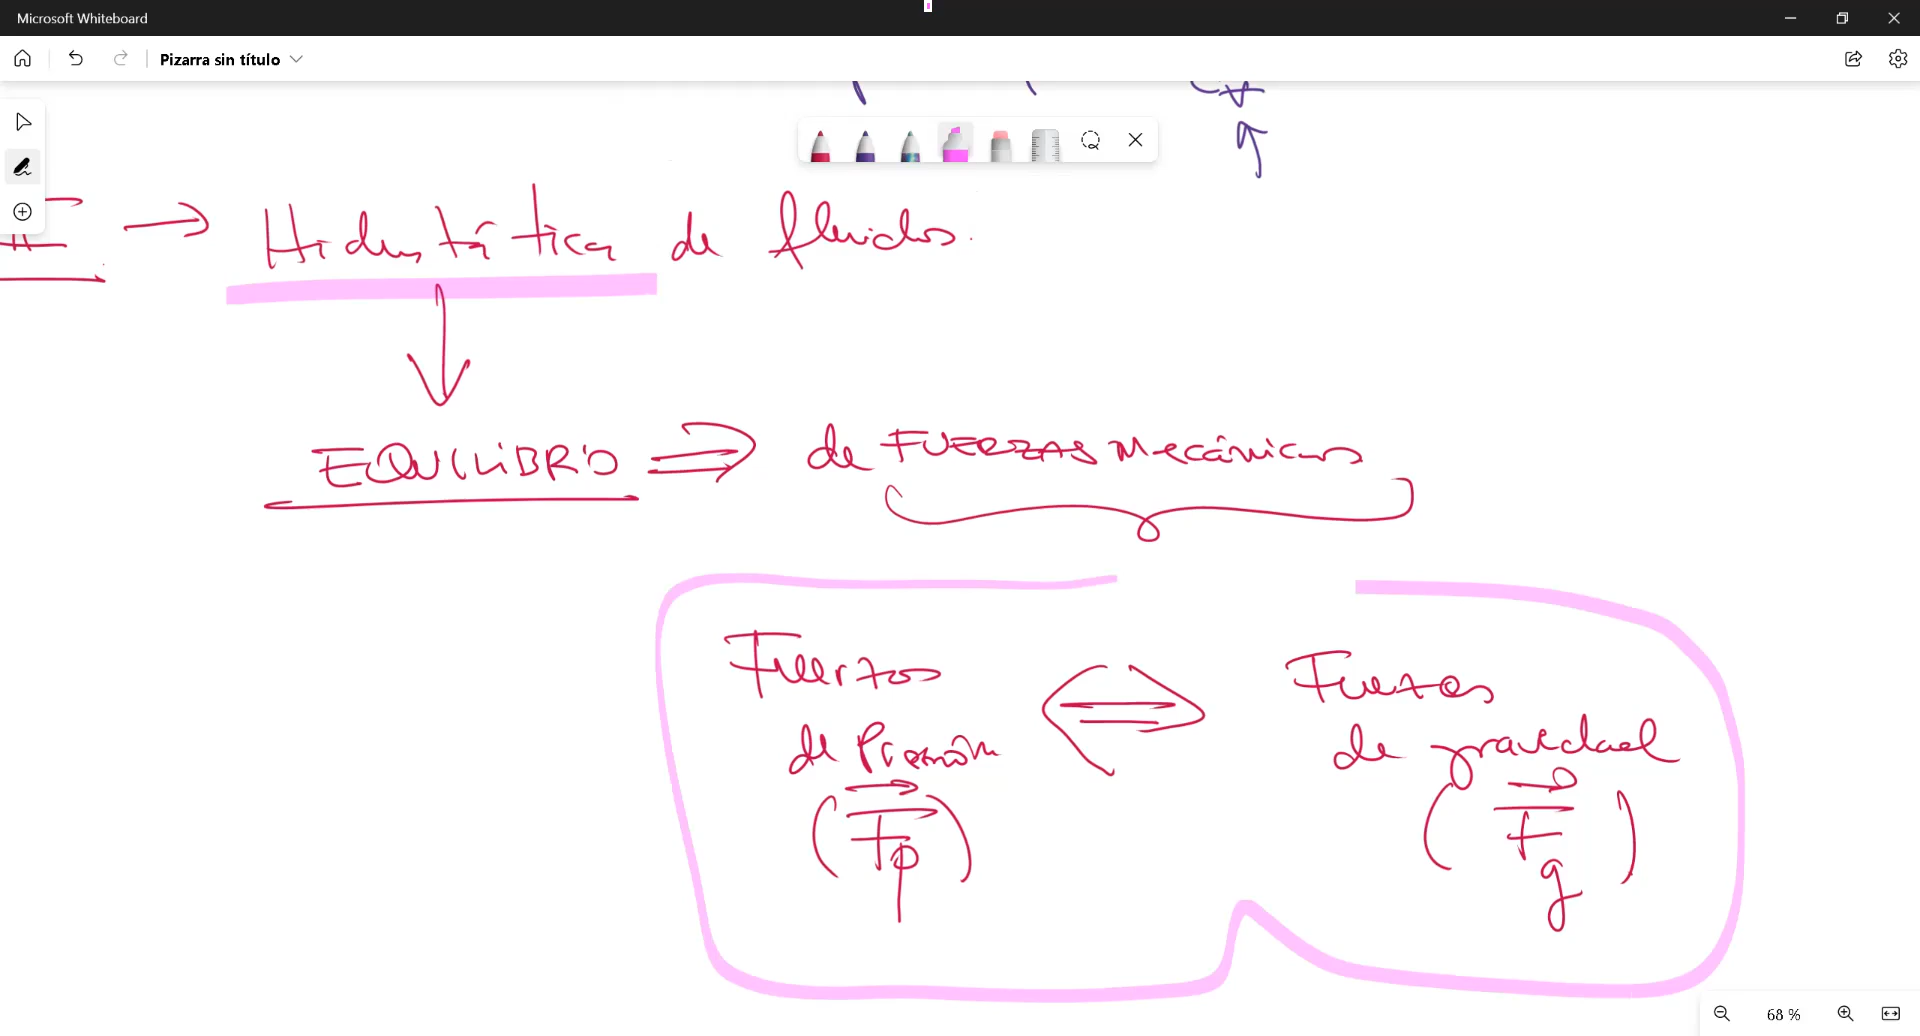 Microsoft Whiteboard
Pizarra sin título
→ Hidrostática de fluidos.
EQUILIBRIO ⇒ de FUERZAS Mecánicas
Fuerzas ⇔ Fuerzas
de Presión de gravedad
(Fp) (Fg)
68 %